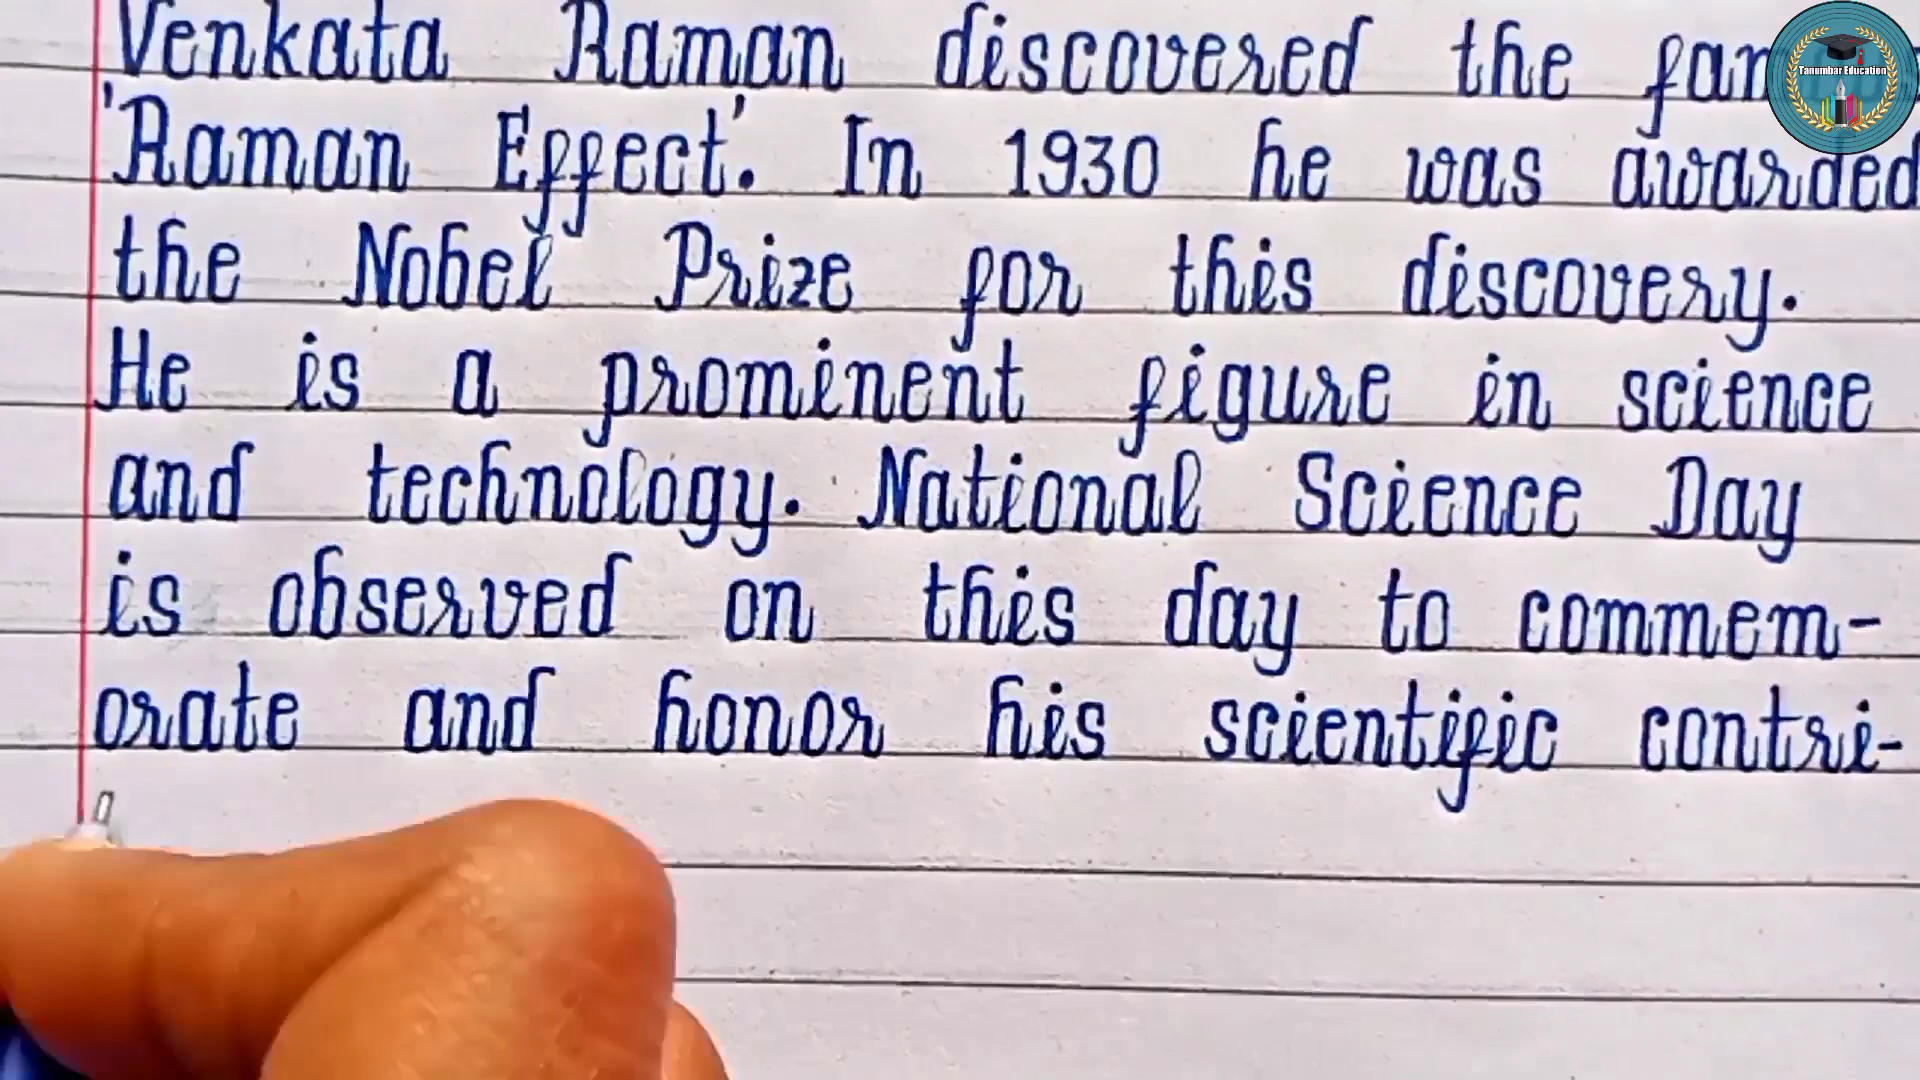 Venkata Raman discovered the
'Raman Effect'. In 1930 he was awarded
the Nobel Prize for this discovery.
He is a prominent figure in science
and technology. National Science Day
is observed on this day to commem-
orate and honor his scientific contri-
Tanumbar Education